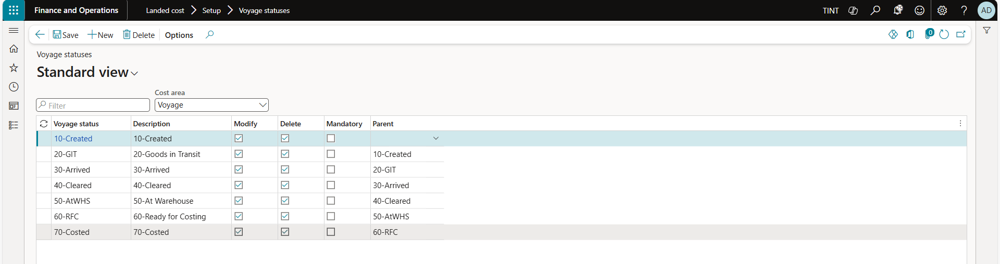 Finance and Operations Landed cost Setup Voyage statuses TINT 29 AD
Save New Delete Options 0
Voyage statuses
Standard view
Cost area
Filter Voyage
Voyage status Description Modify Delete Mandatory Parent
10-Created 10-Created
20-GIT 20-Goods in Transit 10-Created
30-Arrived 30-Arrived 20-GIT
40-Cleared 40-Cleared 30-Arrived
50-AtWHS 50-At Warehouse 40-Cleared
60-RFC 60-Ready for Costing 50-AtWHS
70-Costed 70-Costed 60-RFC